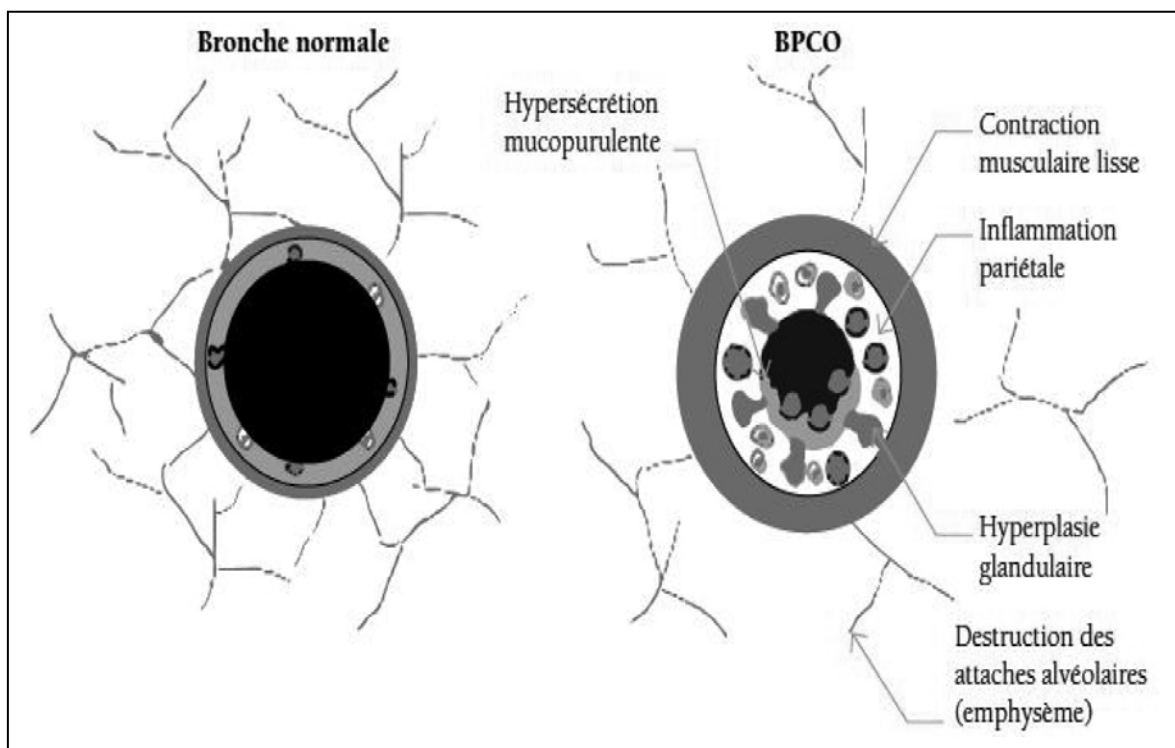 Bronche normale
BPCO
Hypersécrétion
mucopurulente
Contraction
musculaire lisse
Inflammation
pariétale
Hyperplasie
glandulaire
Destruction des
attaches alvéolaires
(emphysème)